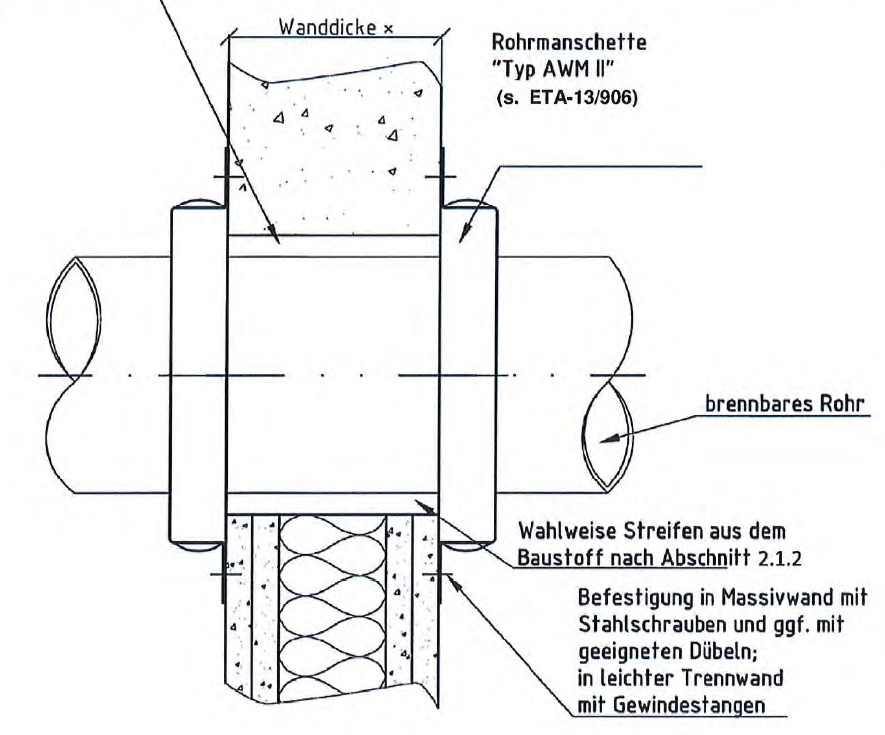 Wanddicke x
Rohrmanschette
"Typ AWM II"
(s. ETA-13/906)
brennbares Rohr
Wahlweise Streifen aus dem
Baustoff nach Abschnitt 2.1.2
Befestigung in Massivwand mit
Stahlschrauben und ggf. mit
geeigneten Dübeln;
in leichter Trennwand
mit Gewindestangen